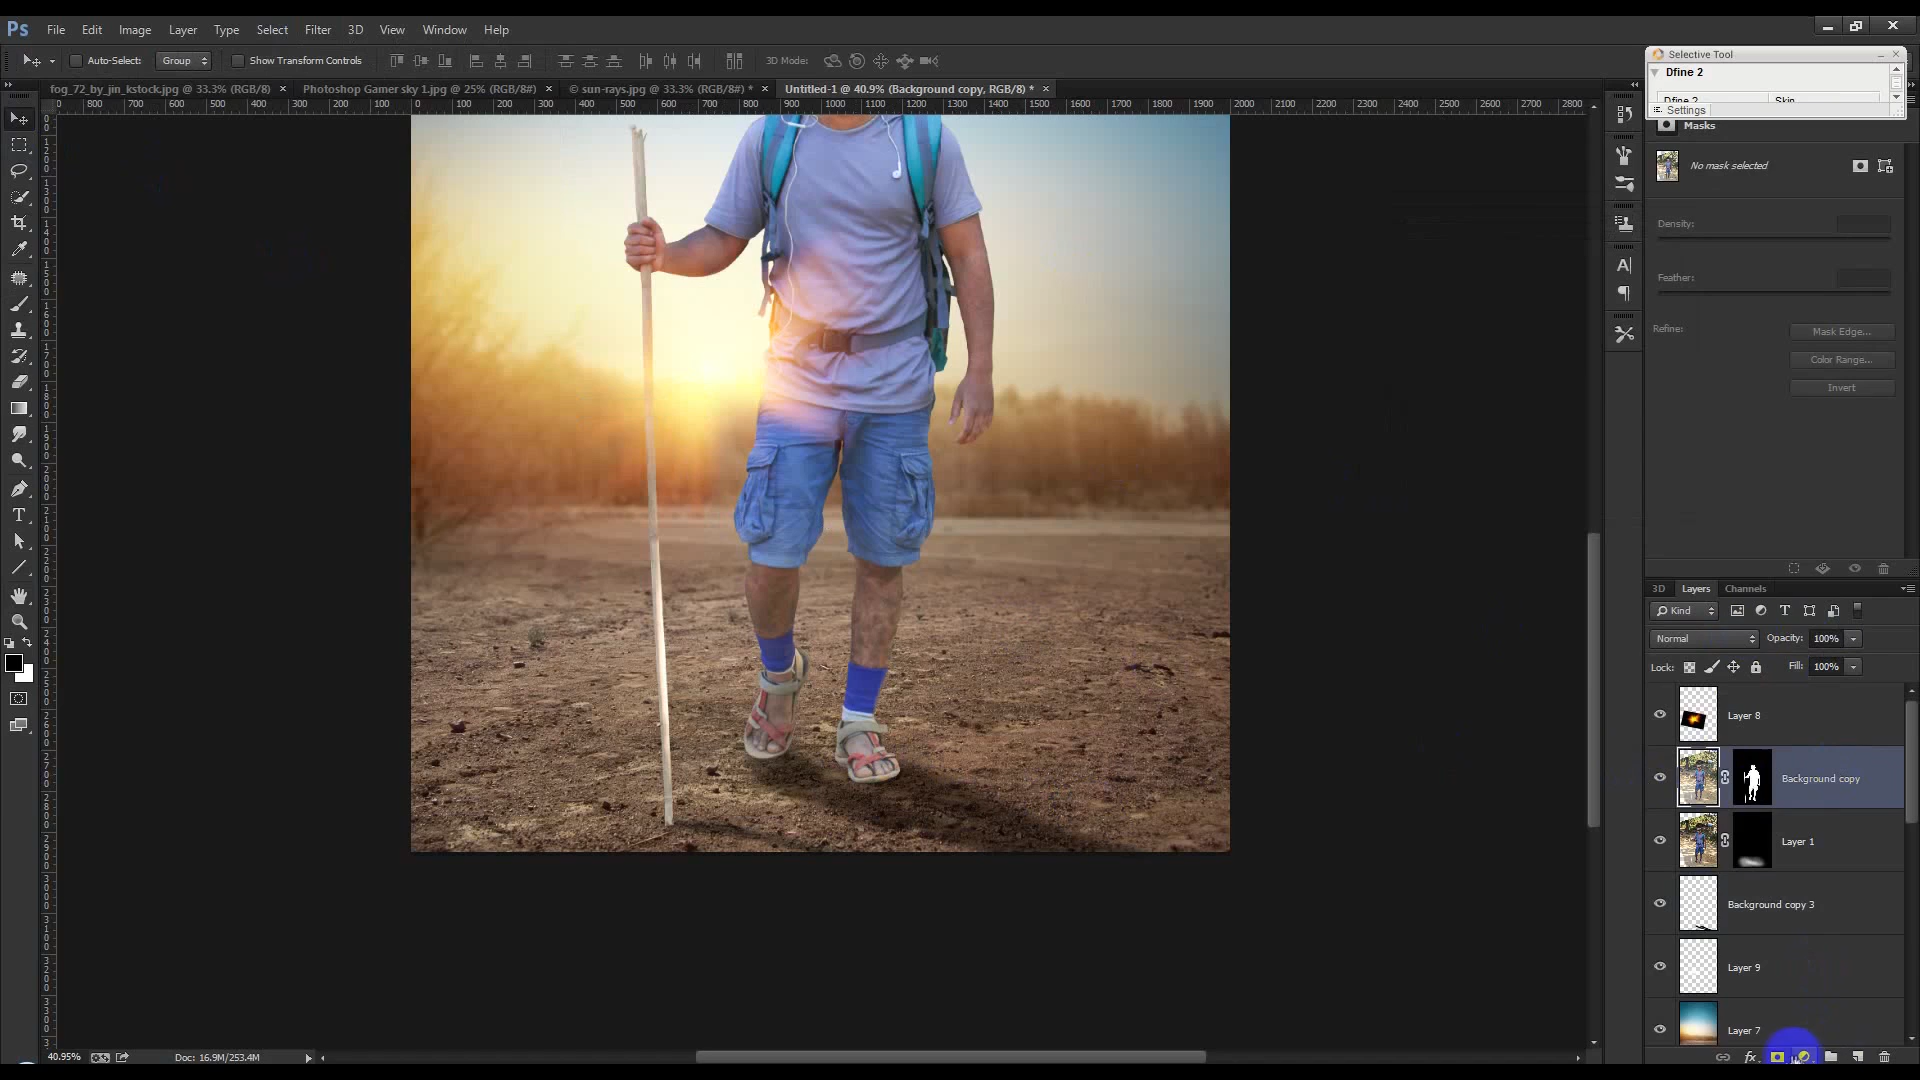 Ps File Edit Image Layer Type Select Filter 3D View Window Help
Auto-Select: Group Show Transform Controls 3D Mode:
Selective Tool
Dfine 2
Dfine 2 Skin
Settings
fog_72_by_jin_kstock.jpg @ 33.3% (RGB/8) × Photoshop Gamer sky 1.jpg @ 25% (RGB/8#) × © sun-rays.jpg @ 33.3% (RGB/8#) * × Untitled-1 @ 40.9% (Background copy, RGB/8) * ×
0 800 700 600 500 400 300 200 100 0 100 200 300 400 500 600 700 800 900 1000 1100 1200 1300 1400 1500 1600 1700 1800 1900 2000 2100 2200 2300 2400 2500 2600 2700 2800
Masks
No mask selected
Density:
Feather:
Refine: Mask Edge...
Color Range...
Invert
3D Layers Channels
Kind
Normal Opacity: 100%
Lock: Fill: 100%
Layer 8
Background copy
Layer 1
Background copy 3
Layer 9
Layer 7
40.95% Doc: 16.9M/253.4M
fx